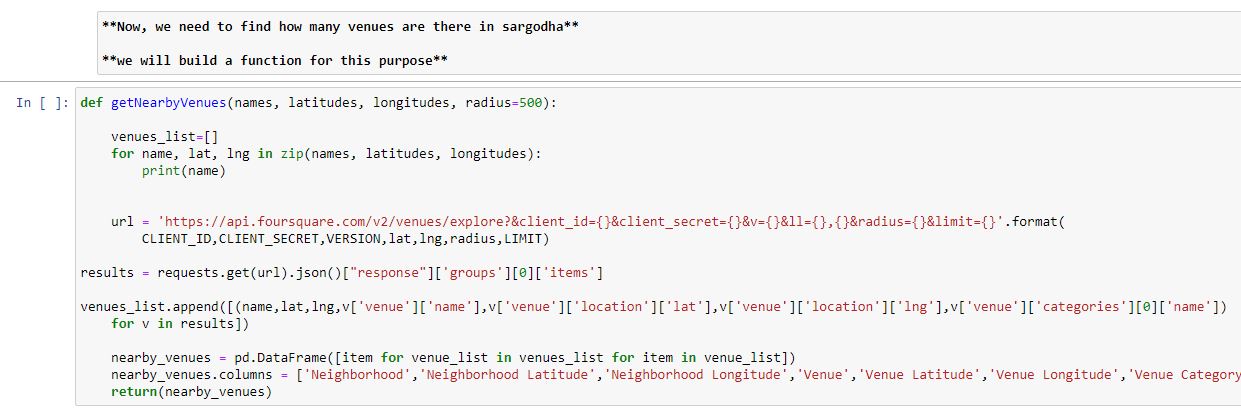 **Now, we need to find how many venues are there in sargodha**
**we will build a function for this purpose**
In [ ]: def getNearbyVenues(names, latitudes, longitudes, radius=500):
venues_list=[]
for name, lat, lng in zip(names, latitudes, longitudes):
print(name)
url = 'https://api.foursquare.com/v2/venues/explore?&client_id={}&client_secret={}&v={}&ll={},{}&radius={}&limit={}'.format(
CLIENT_ID,CLIENT_SECRET,VERSION,lat,lng,radius,LIMIT)
results = requests.get(url).json()["response"]['groups'][0]['items']
venues_list.append([(name,lat,lng,v['venue']['name'],v['venue']['location']['lat'],v['venue']['location']['lng'],v['venue']['categories'][0]['name'])
for v in results])
nearby_venues = pd.DataFrame([item for venue_list in venues_list for item in venue_list])
nearby_venues.columns = ['Neighborhood','Neighborhood Latitude','Neighborhood Longitude','Venue','Venue Latitude','Venue Longitude','Venue Category
return(nearby_venues)